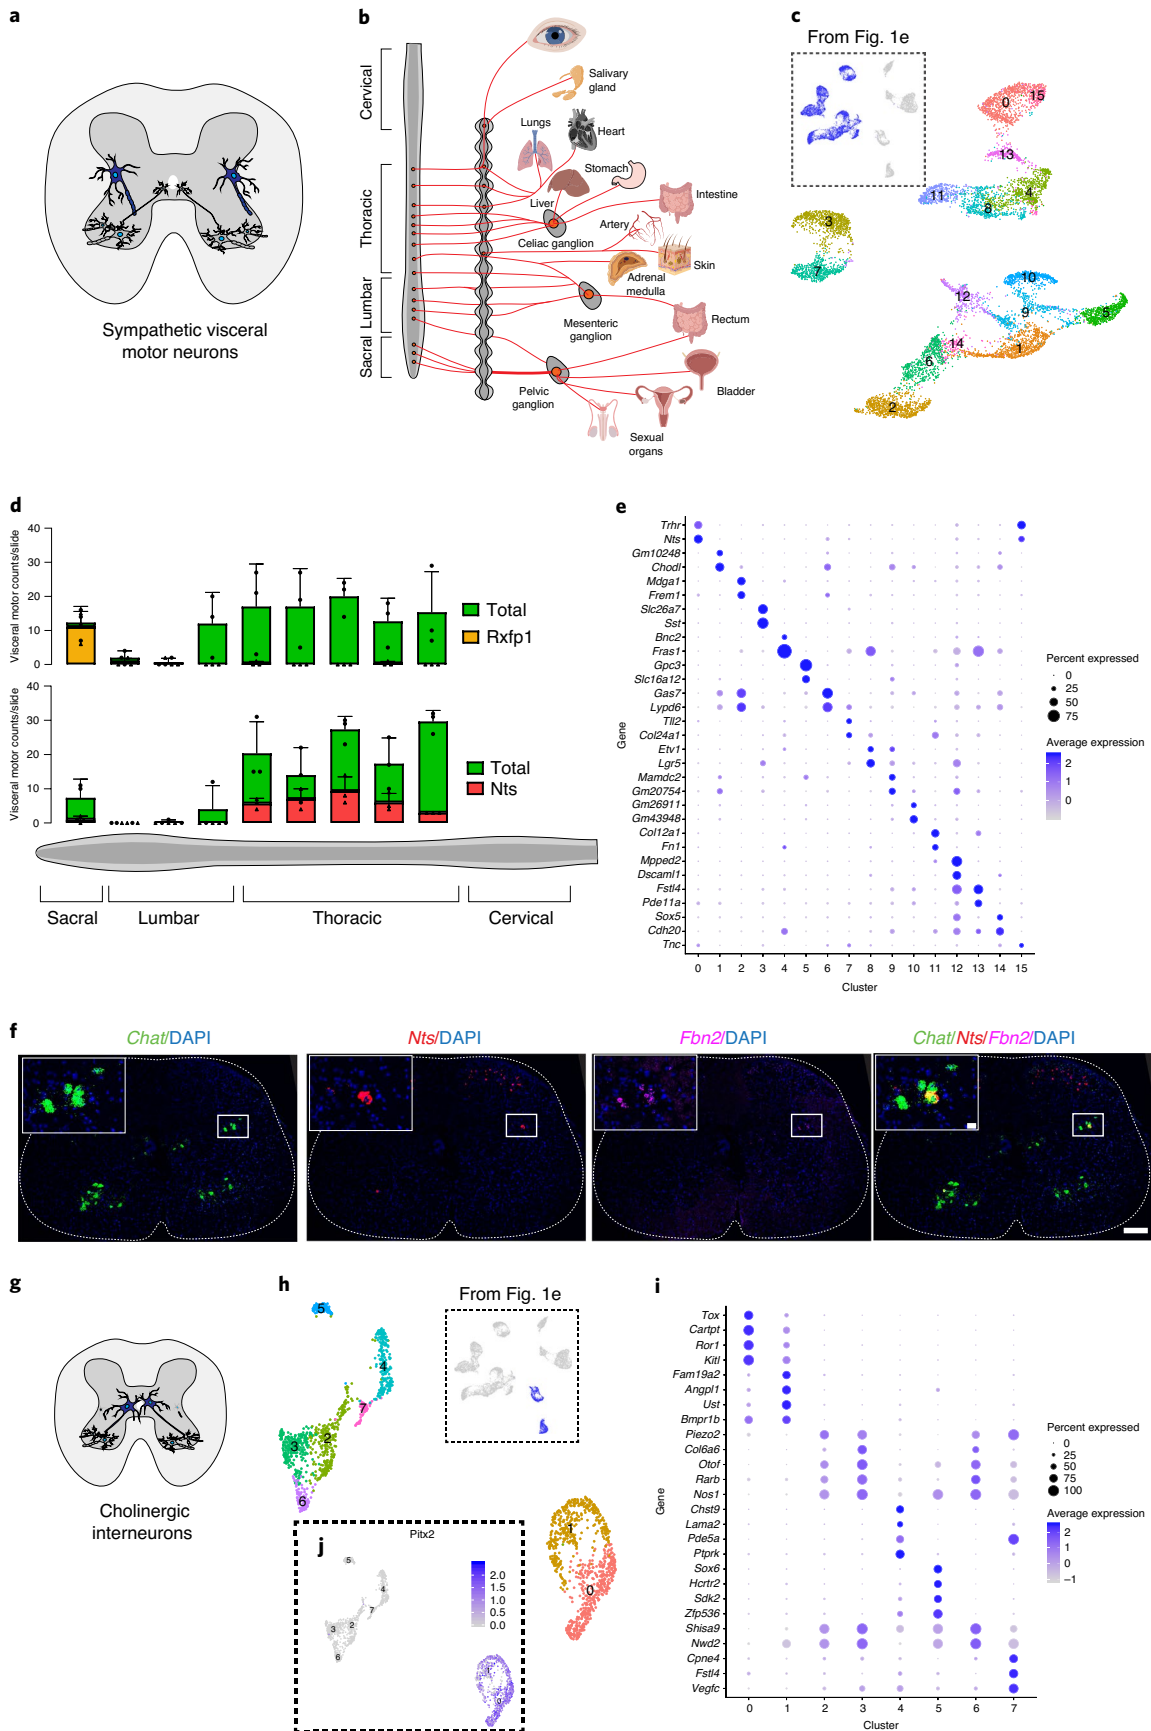 a
Sympathetic visceral
motor neurons
b
Cervical
Thoracic
Lumbar
Sacral
Salivary
gland
Lungs
Heart
Stomach
Liver
Intestine
Artery
Celiac ganglion
Skin
Adrenal
medulla
Mesenteric
ganglion
Rectum
Pelvic
ganglion
Bladder
Sexual
organs
c
From Fig. 1e
0
15
13
4
11
8
3
7
10
12
9
5
14
1
6
2
d
Visceral motor counts/slide
40
30
20
10
0
Total
Rxfp1
Visceral motor counts/slide
40
30
20
10
0
Total
Nts
Sacral
Lumbar
Thoracic
Cervical
e
Gene
Trhr
Nts
Gm10248
Chodl
Mdga1
Frem1
Slc26a7
Sst
Bnc2
Fras1
Gpc3
Slc16a12
Gas7
Lypd6
Tll2
Col24a1
Etv1
Lgr5
Mamdc2
Gm20754
Gm26911
Gm43948
Col12a1
Fn1
Mpped2
Dscaml1
Fstl4
Pde11a
Sox5
Cdh20
Tnc
0 1 2 3 4 5 6 7 8 9 10 11 12 13 14 15
Cluster
Percent expressed
0
25
50
75
Average expression
2
1
0
f
Chat/DAPI
Nts/DAPI
Fbn2/DAPI
Chat/Nts/Fbn2/DAPI
g
Cholinergic
interneurons
h
From Fig. 1e
5
4
7
3
2
6
1
0
j
Pitx2
5
4
7
3
2
6
1
0
2.0
1.5
1.0
0.5
0.0
i
Gene
Tox
Cartpt
Ror1
Kitl
Fam19a2
Angpl1
Ust
Bmpr1b
Piezo2
Col6a6
Otof
Rarb
Nos1
Chst9
Lama2
Pde5a
Ptprk
Sox6
Hcrtr2
Sdk2
Zfp536
Shisa9
Nwd2
Cpne4
Fstl4
Vegfc
0 1 2 3 4 5 6 7
Cluster
Percent expressed
0
25
50
75
100
Average expression
2
1
0
−1